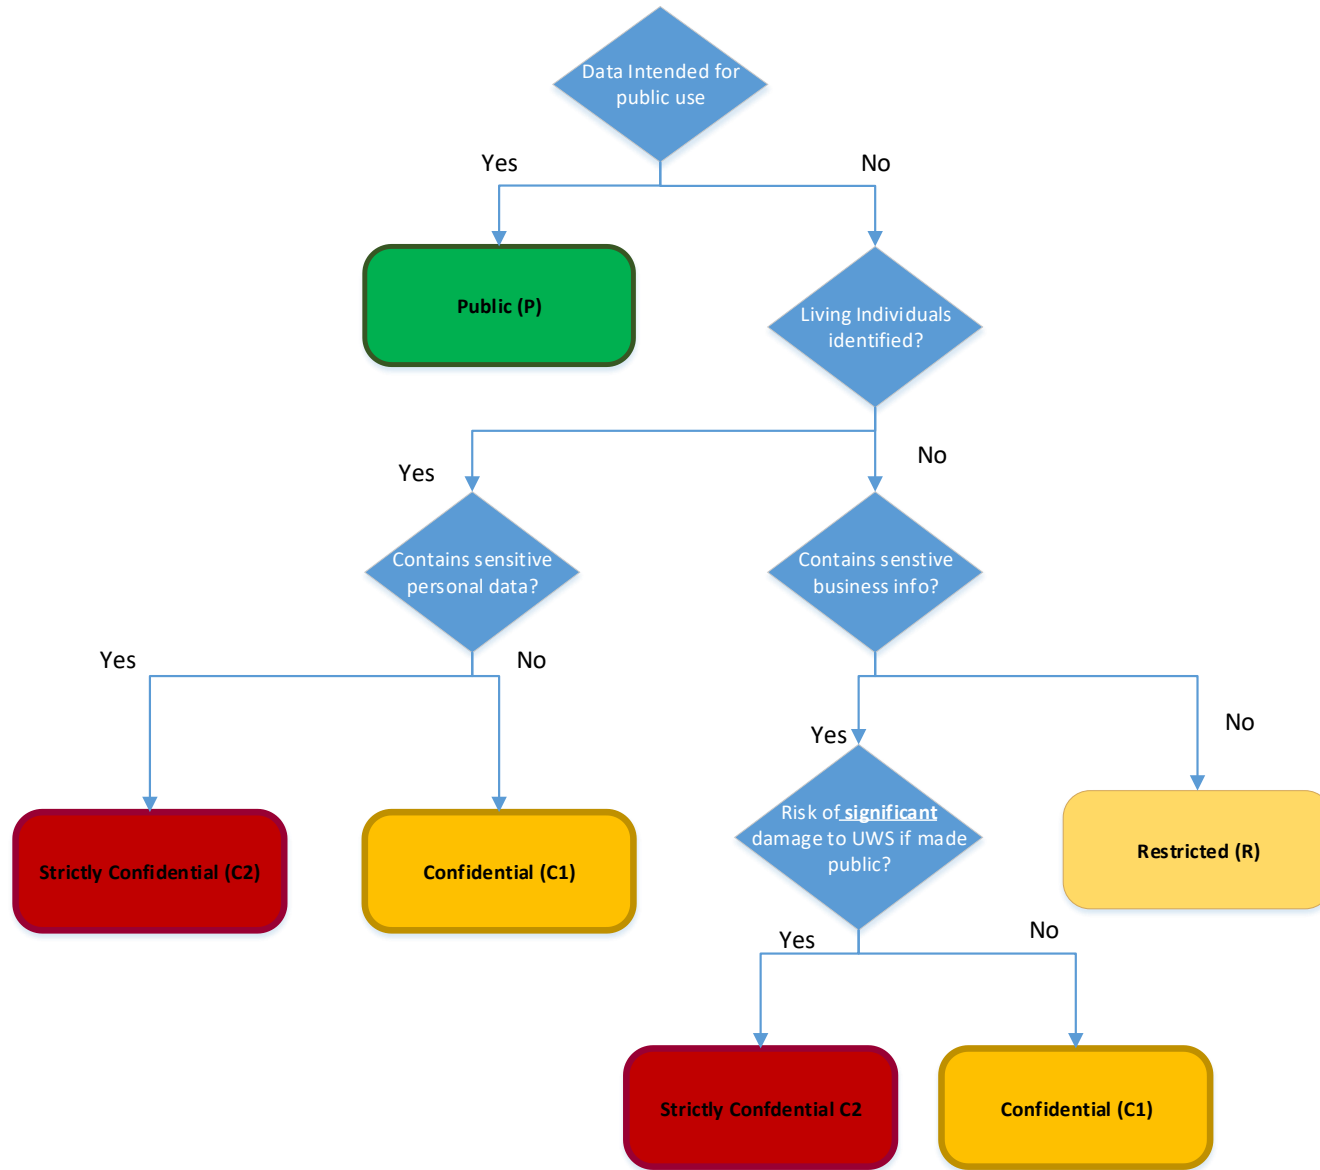 Data Intended for
public use
Yes
No
Public (P)
Living Individuals
identified?
Yes
No
Contains sensitive
personal data?
Contains senstive
business info?
Yes
No
Yes
No
Risk of significant
damage to UWS if made
public?
Restricted (R)
Strictly Confidential (C2)
Confidential (C1)
Yes
No
Strictly Confdential C2
Confidential (C1)